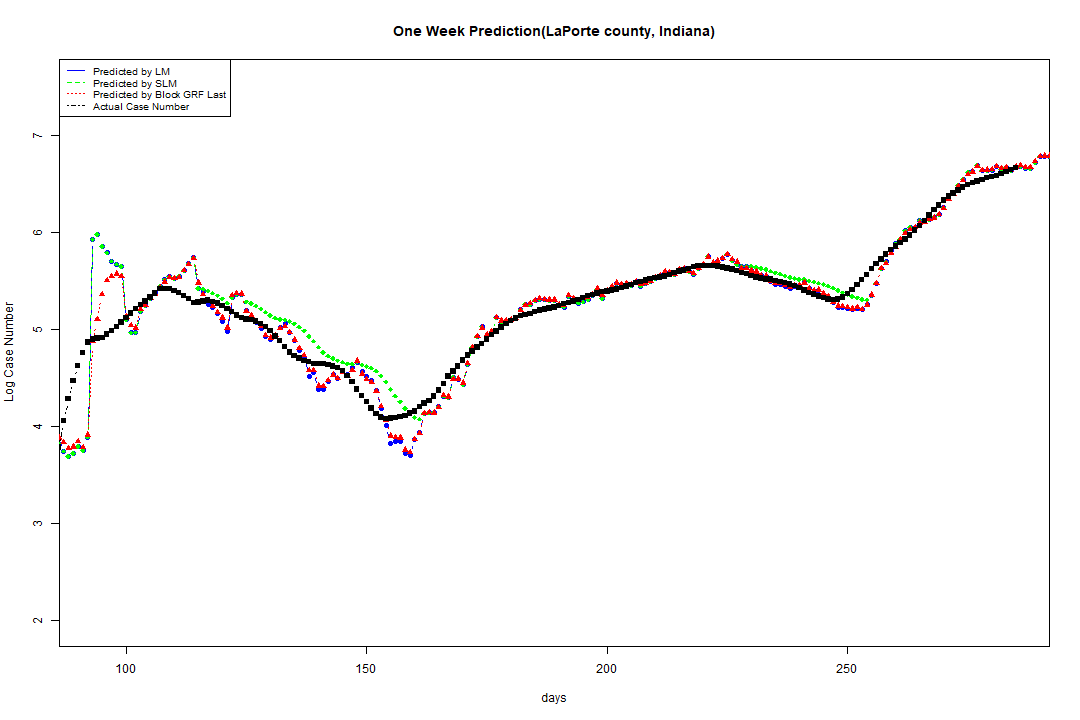 One Week Prediction(LaPorte county, Indiana)
Predicted by LM
Predicted by SLM
Predicted by Block GRF Last
Actual Case Number
Log Case Number
7
6
5
4
3
2
100 150 200 250
days